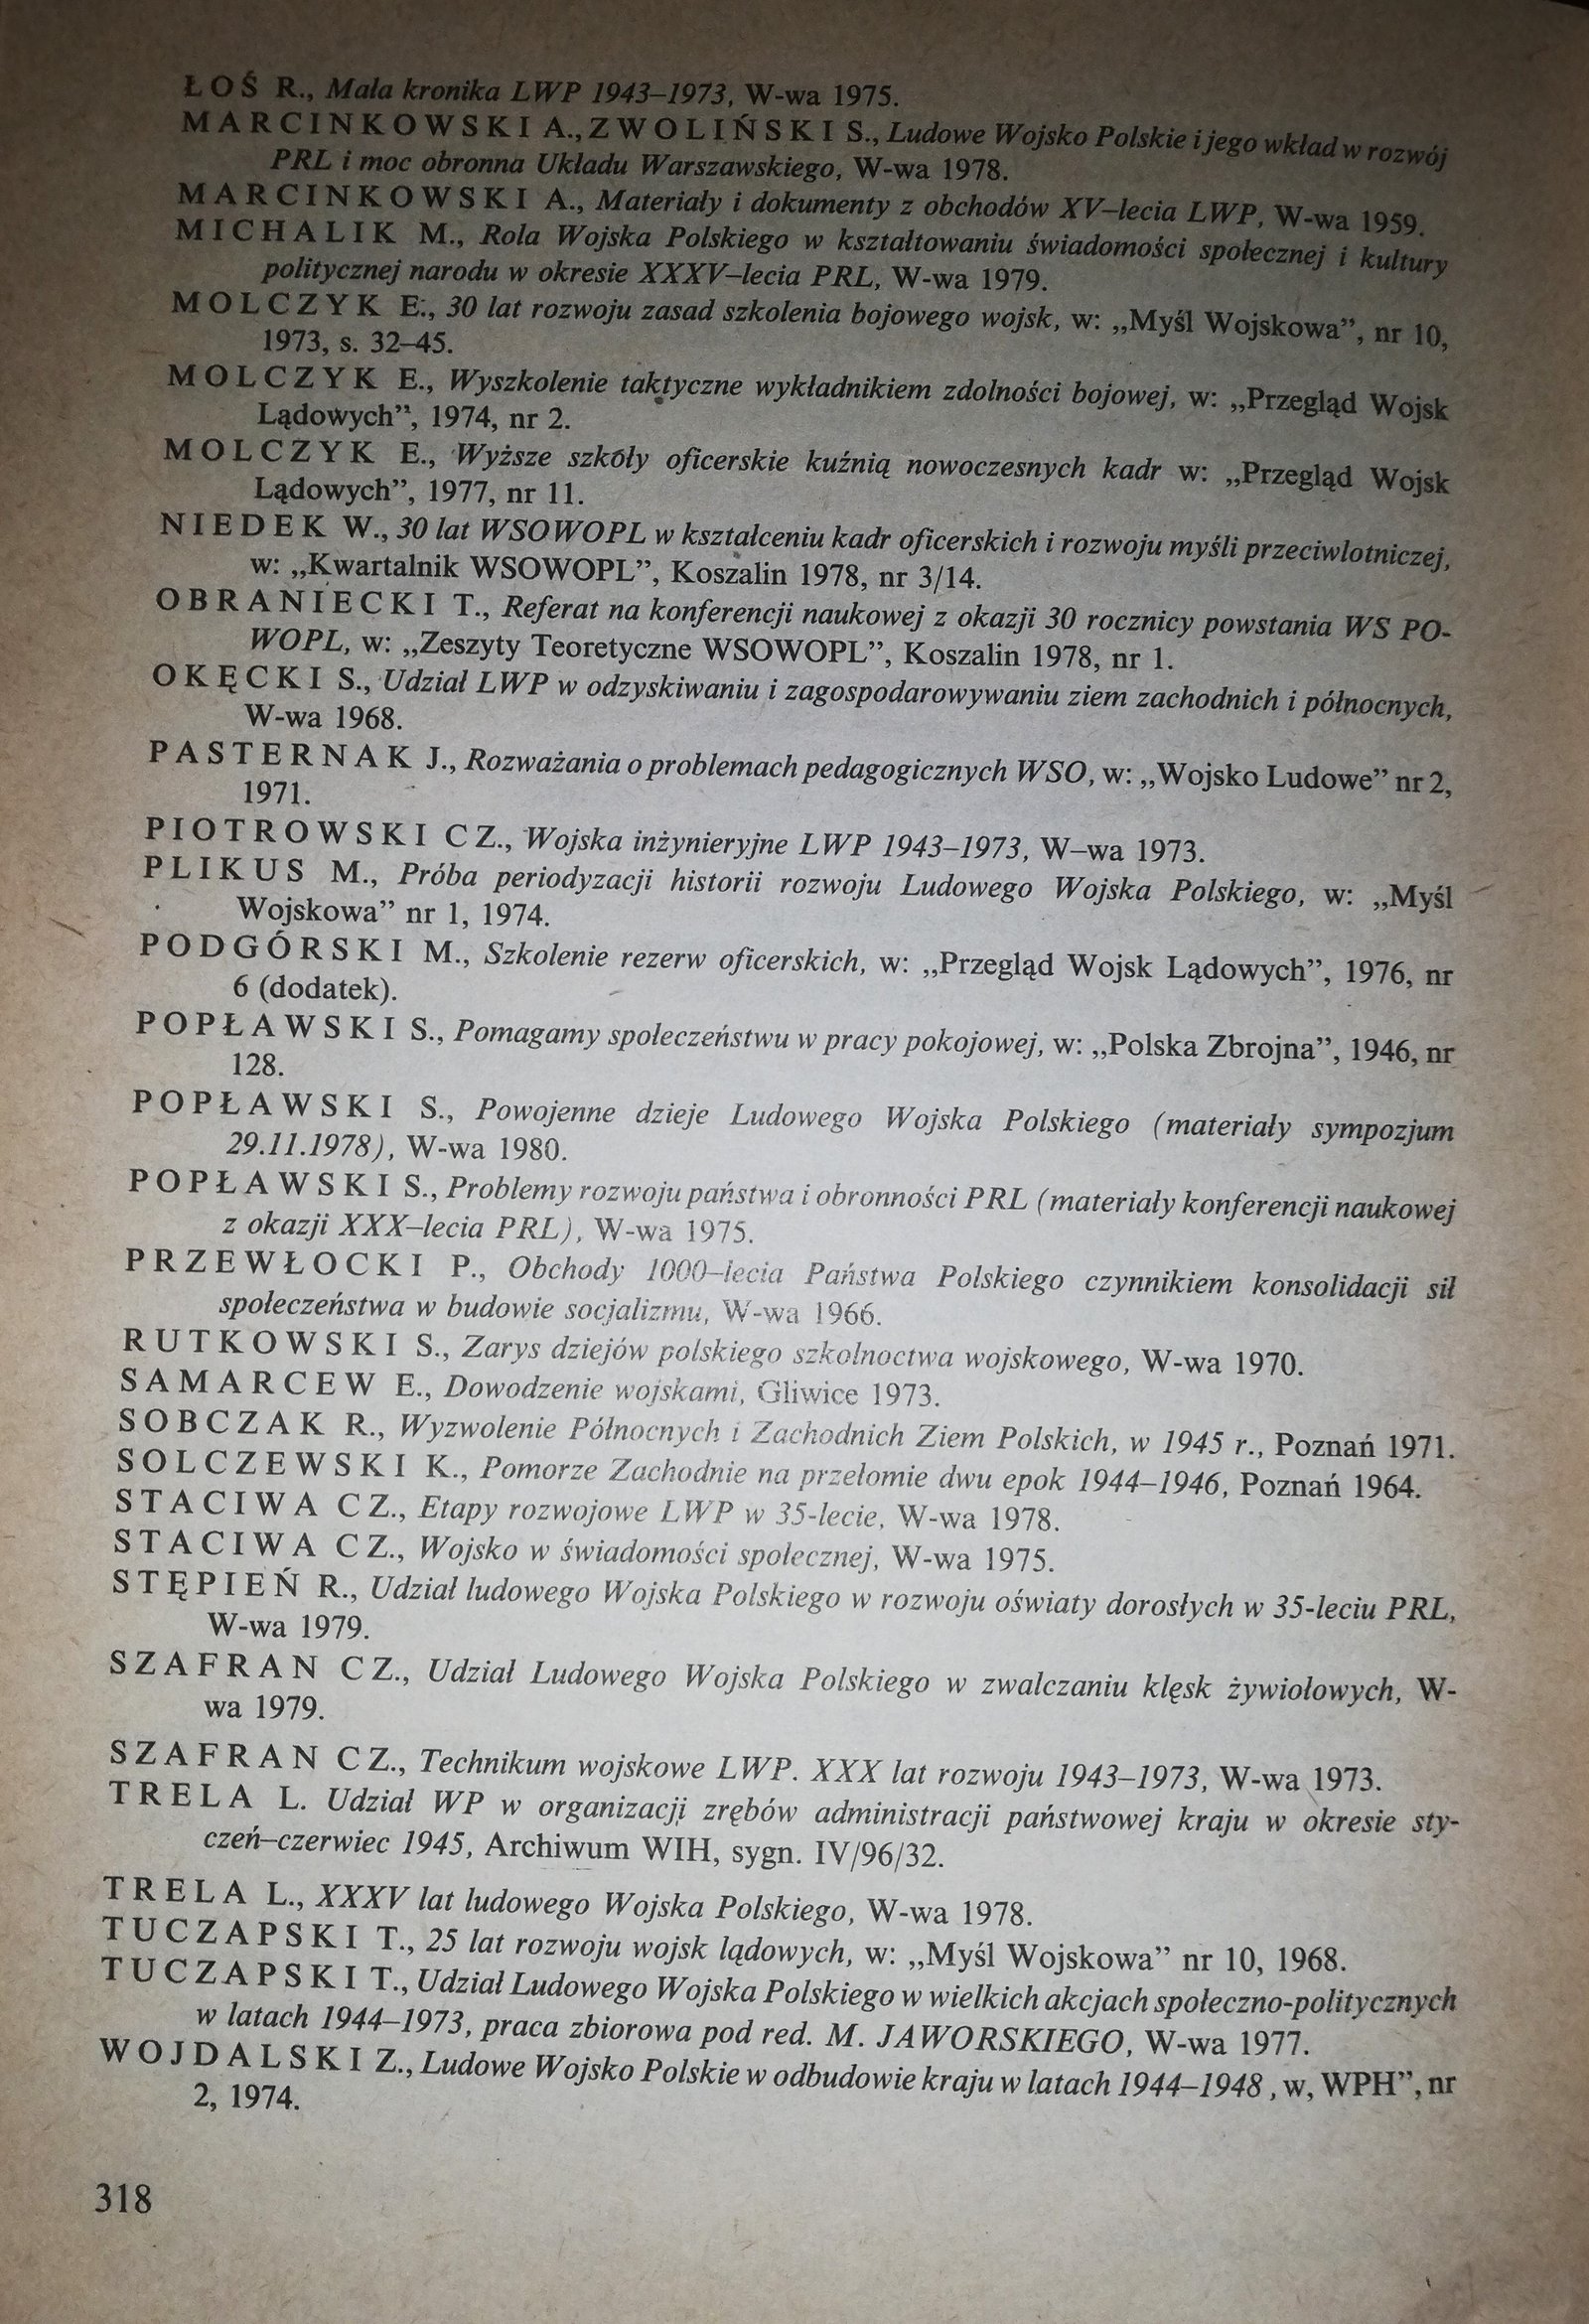 ŁOŚ R., Mała kronika LWP 1943–1973, W-wa 1975.
MARCINKOWSKI A., ZWOLIŃSKI S., Ludowe Wojsko Polskie i jego wkład w rozwój
PRL i moc obronna Układu Warszawskiego, W-wa 1978.
MARCINKOWSKI A., Materiały i dokumenty z obchodów XV–lecia LWP, W-wa 1959.
MICHALIK M., Rola Wojska Polskiego w kształtowaniu świadomości społecznej i kultury
politycznej narodu w okresie XXXV–lecia PRL, W-wa 1979.
MOLCZYK E., 30 lat rozwoju zasad szkolenia bojowego wojsk, w: „Myśl Wojskowa”, nr 10,
1973, s. 32–45.
MOLCZYK E., Wyszkolenie taktyczne wykładnikiem zdolności bojowej, w: „Przegląd Wojsk
Lądowych”, 1974, nr 2.
MOLCZYK E., Wyższe szkóły oficerskie kuźnią nowoczesnych kadr w: „Przegląd Wojsk
Lądowych”, 1977, nr 11.
NIEDEK W., 30 lat WSOWOPL w kształceniu kadr oficerskich i rozwoju myśli przeciwlotniczej,
w: „Kwartalnik WSOWOPL”, Koszalin 1978, nr 3/14.
OBRANIECKI T., Referat na konferencji naukowej z okazji 30 rocznicy powstania WS PO-
WOPL, w: „Zeszyty Teoretyczne WSOWOPL”, Koszalin 1978, nr 1.
OKĘCKI S., Udział LWP w odzyskiwaniu i zagospodarowywaniu ziem zachodnich i północnych,
W-wa 1968.
PASTERNAK J., Rozważania o problemach pedagogicznych WSO, w: „Wojsko Ludowe” nr 2,
1971.
PIOTROWSKI CZ., Wojska inżynieryjne LWP 1943–1973, W–wa 1973.
PLIKUS M., Próba periodyzacji historii rozwoju Ludowego Wojska Polskiego, w: „Myśl
Wojskowa” nr 1, 1974.
PODGÓRSKI M., Szkolenie rezerw oficerskich, w: „Przegląd Wojsk Lądowych”, 1976, nr
6 (dodatek).
POPŁAWSKI S., Pomagamy społeczeństwu w pracy pokojowej, w: „Polska Zbrojna”, 1946, nr
128.
POPŁAWSKI S., Powojenne dzieje Ludowego Wojska Polskiego (materiały sympozjum
29.11.1978), W-wa 1980.
POPŁAWSKI S., Problemy rozwoju państwa i obronności PRL (materiały konferencji naukowej
z okazji XXX–lecia PRL), W-wa 1975.
PRZEWŁOCKI P., Obchody 1000–lecia Państwa Polskiego czynnikiem konsolidacji sił
społeczeństwa w budowie socjalizmu, W-wa 1966.
RUTKOWSKI S., Zarys dziejów polskiego szkolnoctwa wojskowego, W-wa 1970.
SAMARCEW E., Dowodzenie wojskami, Gliwice 1973.
SOBCZAK R., Wyzwolenie Północnych i Zachodnich Ziem Polskich, w 1945 r., Poznań 1971.
SOLCZEWSKI K., Pomorze Zachodnie na przełomie dwu epok 1944–1946, Poznań 1964.
STACIWA CZ., Etapy rozwojowe LWP w 35-lecie, W-wa 1978.
STACIWA CZ., Wojsko w świadomości społecznej, W-wa 1975.
STĘPIEŃ R., Udział ludowego Wojska Polskiego w rozwoju oświaty dorosłych w 35-leciu PRL,
W-wa 1979.
SZAFRAN CZ., Udział Ludowego Wojska Polskiego w zwalczaniu klęsk żywiołowych, W-
wa 1979.
SZAFRAN CZ., Technikum wojskowe LWP. XXX lat rozwoju 1943–1973, W-wa 1973.
TRELA L. Udział WP w organizacji zrębów administracji państwowej kraju w okresie sty-
czeń–czerwiec 1945, Archiwum WIH, sygn. IV/96/32.
TRELA L., XXXV lat ludowego Wojska Polskiego, W-wa 1978.
TUCZAPSKI T., 25 lat rozwoju wojsk lądowych, w: „Myśl Wojskowa” nr 10, 1968.
TUCZAPSKI T., Udział Ludowego Wojska Polskiego w wielkich akcjach społeczno-politycznych
w latach 1944–1973, praca zbiorowa pod red. M. JAWORSKIEGO, W-wa 1977.
WOJDALSKI Z., Ludowe Wojsko Polskie w odbudowie kraju w latach 1944–1948, w, WPH”, nr
2, 1974.
318